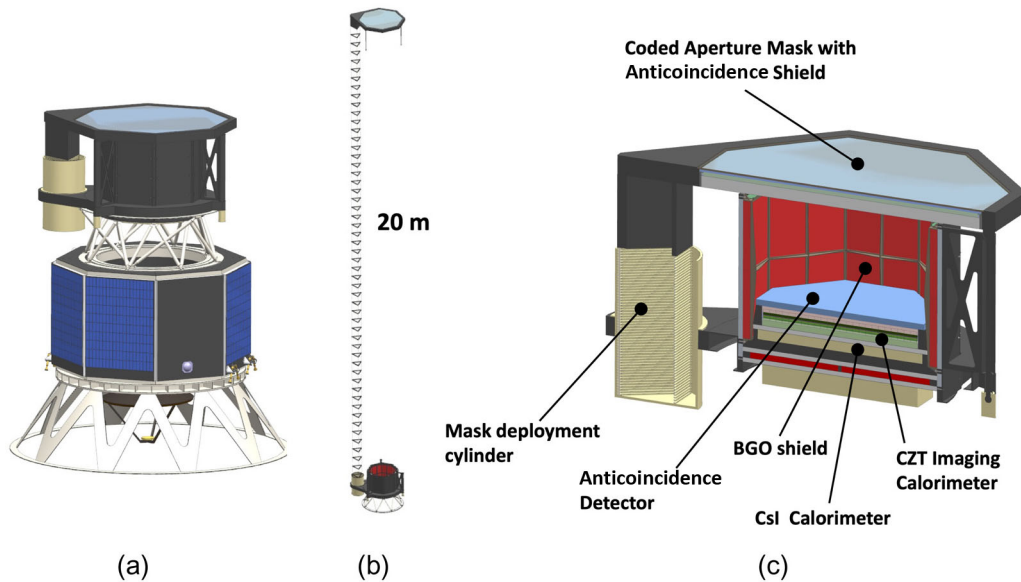 Coded Aperture Mask with
Anticoincidence Shield
20 m
Mask deployment
cylinder
Anticoincidence
Detector
BGO shield
CsI Calorimeter
CZT Imaging
Calorimeter
(a)
(b)
(c)